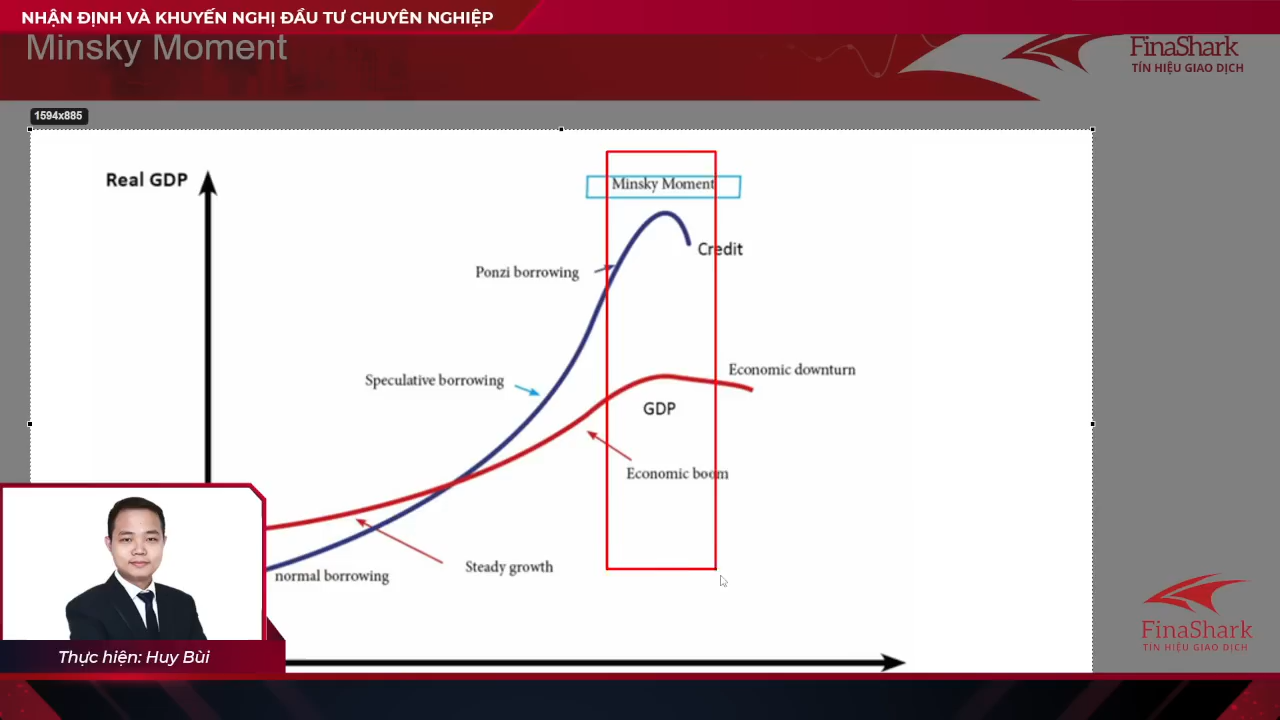 NHẬN ĐỊNH VÀ KHUYẾN NGHỊ ĐẦU TƯ CHUYÊN NGHIỆP
Minsky Moment
FinaShark
TÍN HIỆU GIAO DỊCH
1594x885
Real GDP
Minsky Moment
Credit
Ponzi borrowing
Economic downturn
Speculative borrowing
GDP
Economic boom
Steady growth
normal borrowing
FinaShark
TÍN HIỆU GIAO DỊCH
Thực hiện: Huy Bùi